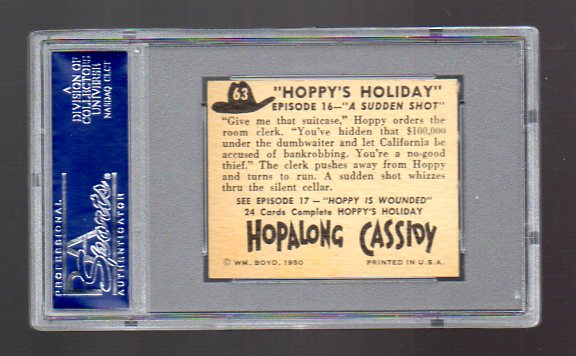 63
"HOPPY'S HOLIDAY"
EPISODE 16—"A SUDDEN SHOT"
"Give me that suitcase," Hoppy orders the
room clerk. "You've hidden that $100,000
under the dumbwaiter and let California be
accused of bankrobbing. You're a no-good
thief." The clerk pushes away from Hoppy
and turns to run. A sudden shot whizzes
thru the silent cellar.
SEE EPISODE 17—"HOPPY IS WOUNDED"
24 Cards Complete HOPPY'S HOLIDAY
HOPALONG CASSIDY
© WM. BOYD, 1950 PRINTED IN U.S.A.
A
DIVISION OF
COLLECTORS
UNIVERSE
NASDAQ: CLCT
PROFESSIONAL
PSA
Sports
AUTHENTICATOR